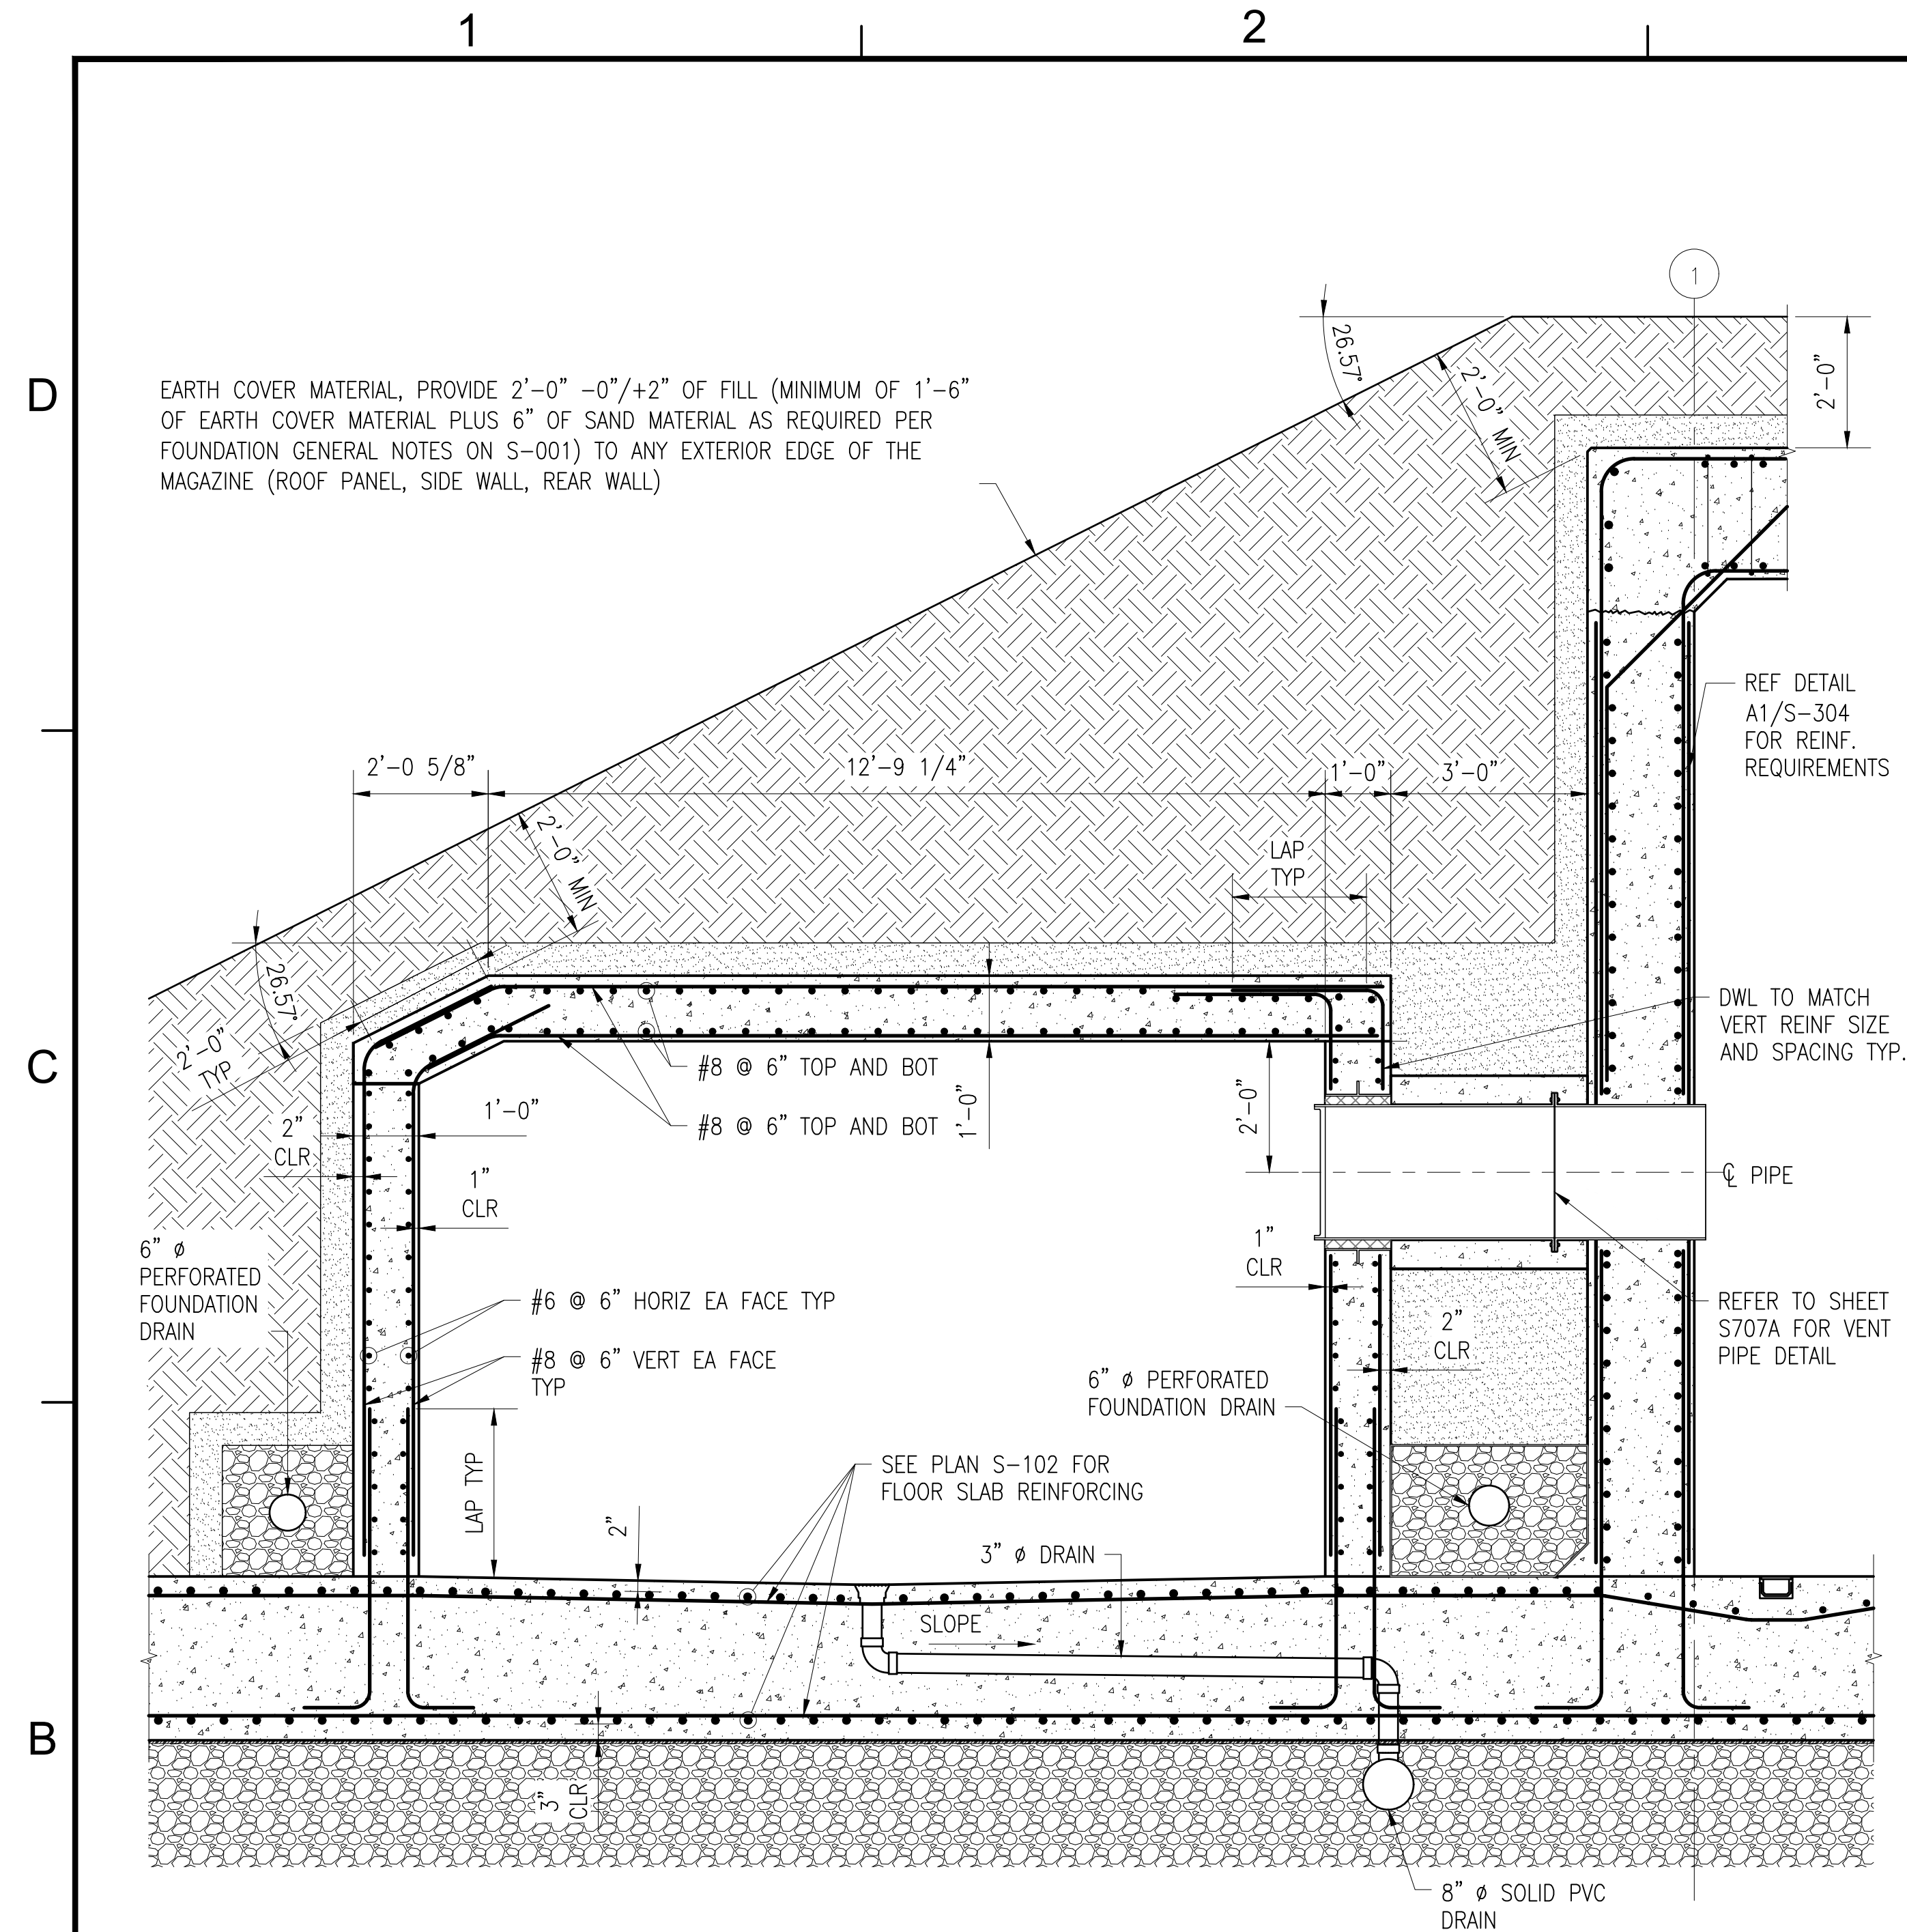 1
2
D
C
B
1
EARTH COVER MATERIAL, PROVIDE 2'-0" -0"/+2" OF FILL (MINIMUM OF 1'-6"
OF EARTH COVER MATERIAL PLUS 6" OF SAND MATERIAL AS REQUIRED PER
FOUNDATION GENERAL NOTES ON S-001) TO ANY EXTERIOR EDGE OF THE
MAGAZINE (ROOF PANEL, SIDE WALL, REAR WALL)
26.57°
2'-0" MIN
2'-0"
REF DETAIL
A1/S-304
FOR REINF.
REQUIREMENTS
2'-0 5/8"
12'-9 1/4"
1'-0"
3'-0"
2'-0" MIN
LAP
TYP
26.57°
2'-0"
TYP
DWL TO MATCH
VERT REINF SIZE
AND SPACING TYP.
#8 @ 6" TOP AND BOT
#8 @ 6" TOP AND BOT
1'-0"
2'-0"
1'-0"
2"
CLR
1"
CLR
℄ PIPE
6" ø
PERFORATED
FOUNDATION
DRAIN
1"
CLR
#6 @ 6" HORIZ EA FACE TYP
#8 @ 6" VERT EA FACE
TYP
2"
CLR
REFER TO SHEET
S707A FOR VENT
PIPE DETAIL
6" ø PERFORATED
FOUNDATION DRAIN
LAP TYP
SEE PLAN S-102 FOR
FLOOR SLAB REINFORCING
2"
3" ø DRAIN
SLOPE
3"
CLR
8" ø SOLID PVC
DRAIN